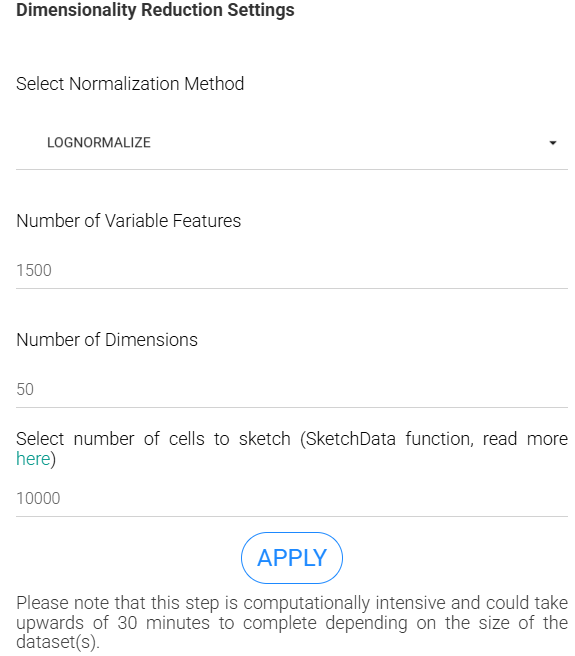 Dimensionality Reduction Settings
Select Normalization Method
LOGNORMALIZE
Number of Variable Features
1500
Number of Dimensions
50
Select number of cells to sketch (SketchData function, read more
here)
10000
APPLY
Please note that this step is computationally intensive and could take
upwards of 30 minutes to complete depending on the size of the
dataset(s).